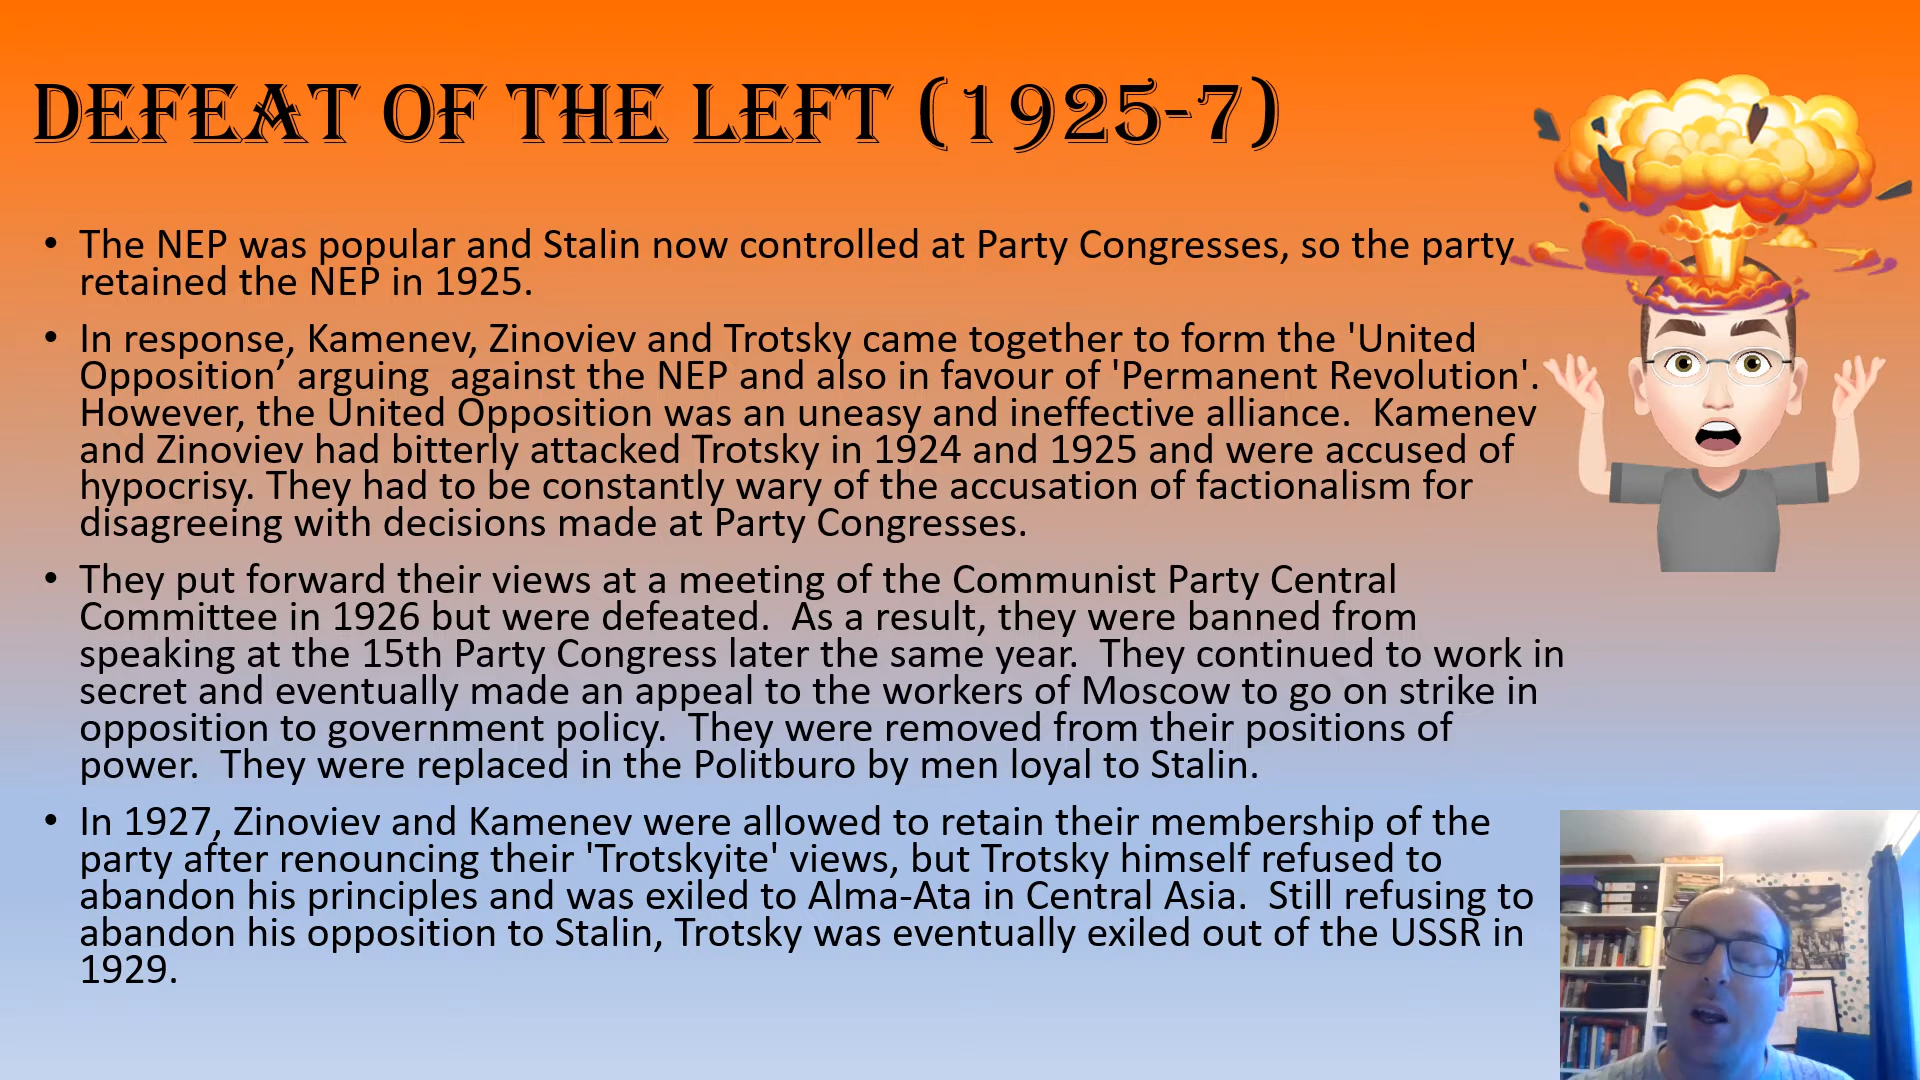 DEFEAT OF THE LEFT (1925-7)
• The NEP was popular and Stalin now controlled at Party Congresses, so the party
retained the NEP in 1925.
• In response, Kamenev, Zinoviev and Trotsky came together to form the 'United
Opposition’ arguing  against the NEP and also in favour of 'Permanent Revolution'.
However, the United Opposition was an uneasy and ineffective alliance.  Kamenev
and Zinoviev had bitterly attacked Trotsky in 1924 and 1925 and were accused of
hypocrisy. They had to be constantly wary of the accusation of factionalism for
disagreeing with decisions made at Party Congresses.
• They put forward their views at a meeting of the Communist Party Central
Committee in 1926 but were defeated.  As a result, they were banned from
speaking at the 15th Party Congress later the same year.  They continued to work in
secret and eventually made an appeal to the workers of Moscow to go on strike in
opposition to government policy.  They were removed from their positions of
power.  They were replaced in the Politburo by men loyal to Stalin.
• In 1927, Zinoviev and Kamenev were allowed to retain their membership of the
party after renouncing their 'Trotskyite' views, but Trotsky himself refused to
abandon his principles and was exiled to Alma-Ata in Central Asia.  Still refusing to
abandon his opposition to Stalin, Trotsky was eventually exiled out of the USSR in
1929.